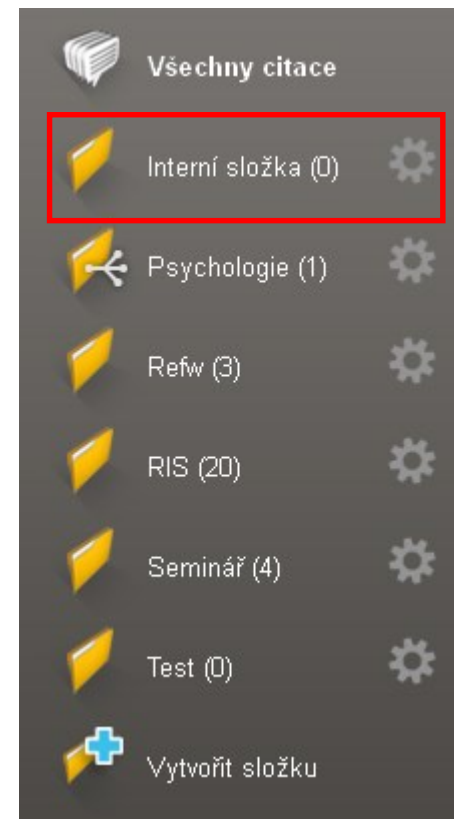 Všechny citace
Interní složka (0)
Psychologie (1)
Refw (3)
RIS (20)
Seminář (4)
Test (0)
Vytvořit složku